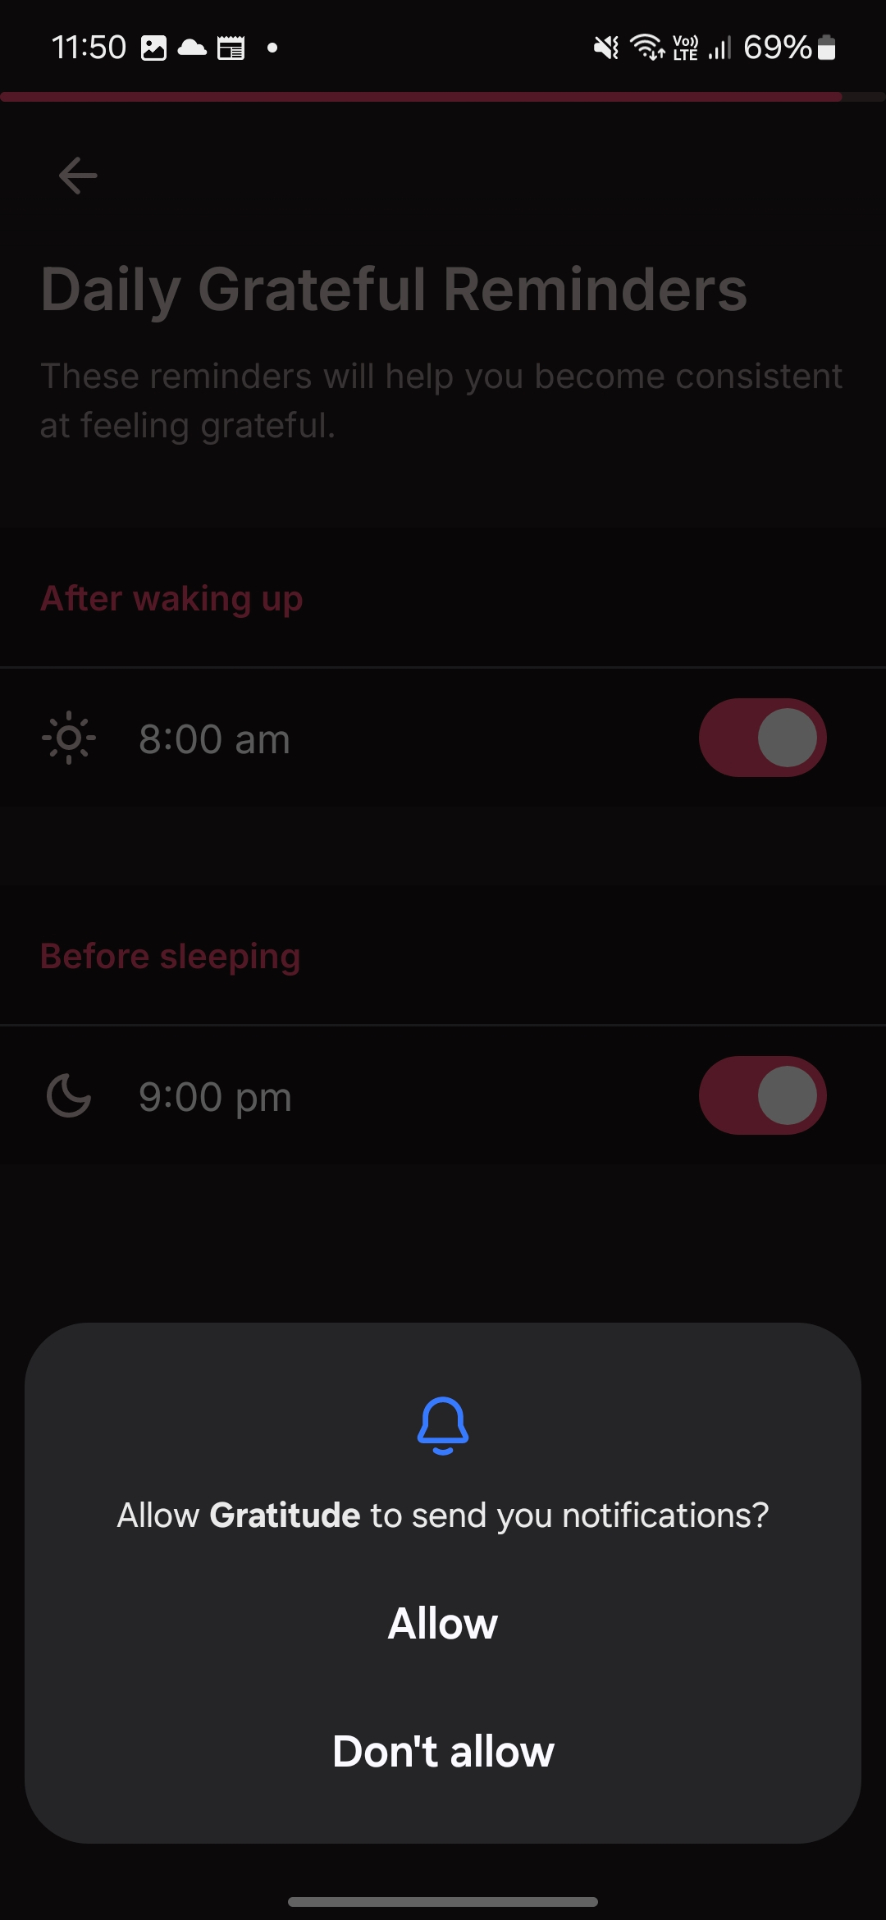 11:50 Vo)) LTE 69%
Daily Grateful Reminders
These reminders will help you become consistent
at feeling grateful.
After waking up
8:00 am
Before sleeping
9:00 pm
Allow Gratitude to send you notifications?
Allow
Don't allow